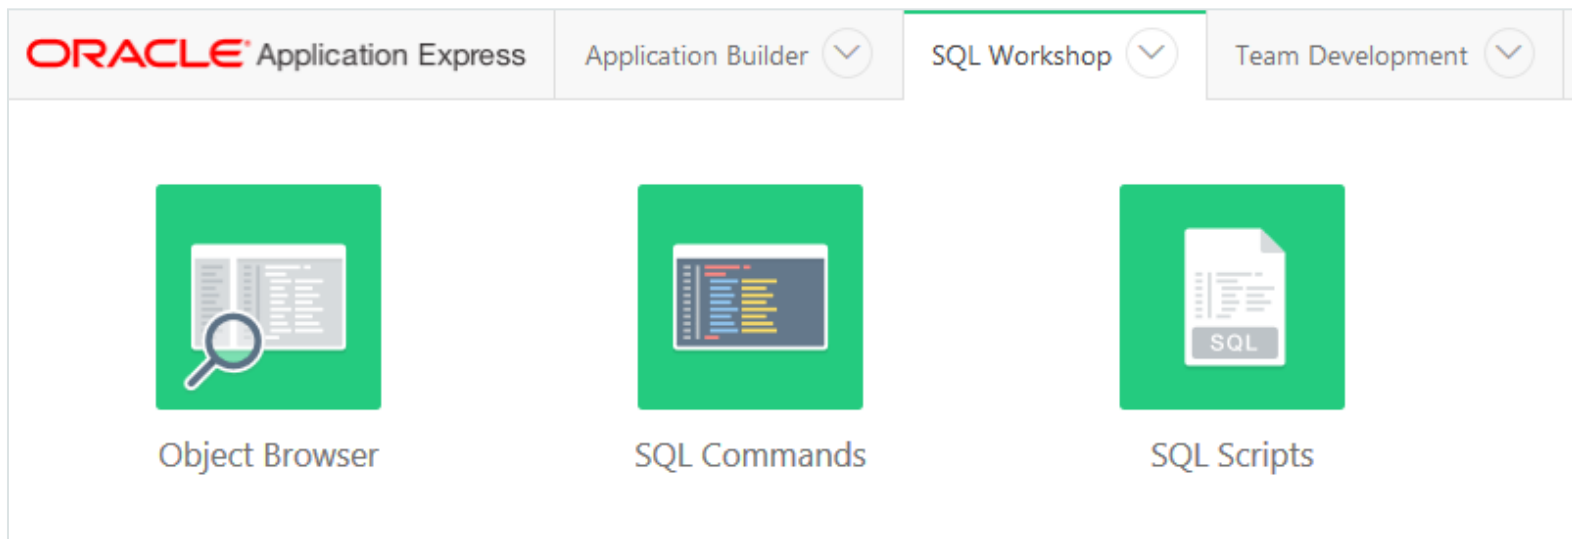 ORACLE Application Express
Application Builder
SQL Workshop
Team Development
SQL
Object Browser
SQL Commands
SQL Scripts